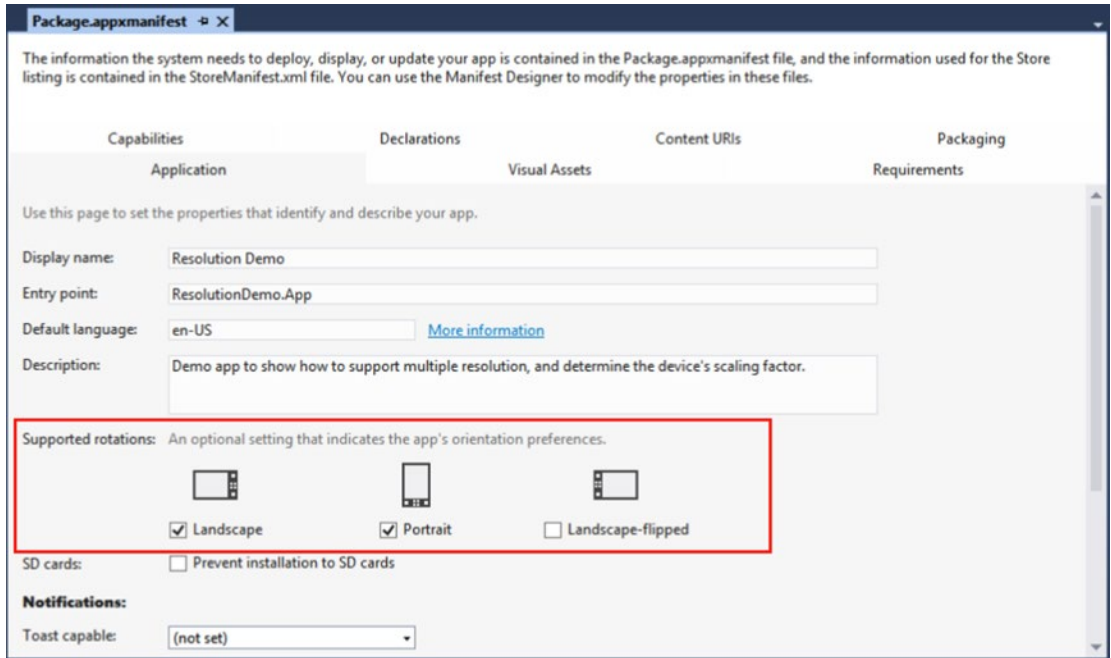 Package.appxmanifest
The information the system needs to deploy, display, or update your app is contained in the Package.appxmanifest file, and the information used for the Store
listing is contained in the StoreManifest.xml file. You can use the Manifest Designer to modify the properties in these files.
Capabilities Declarations Content URIs Packaging
Application Visual Assets Requirements
Use this page to set the properties that identify and describe your app.
Display name: Resolution Demo
Entry point: ResolutionDemo.App
Default language: en-US More information
Description: Demo app to show how to support multiple resolution, and determine the device's scaling factor.
Supported rotations: An optional setting that indicates the app's orientation preferences.
Landscape Portrait Landscape-flipped
SD cards: Prevent installation to SD cards
Notifications:
Toast capable: (not set)